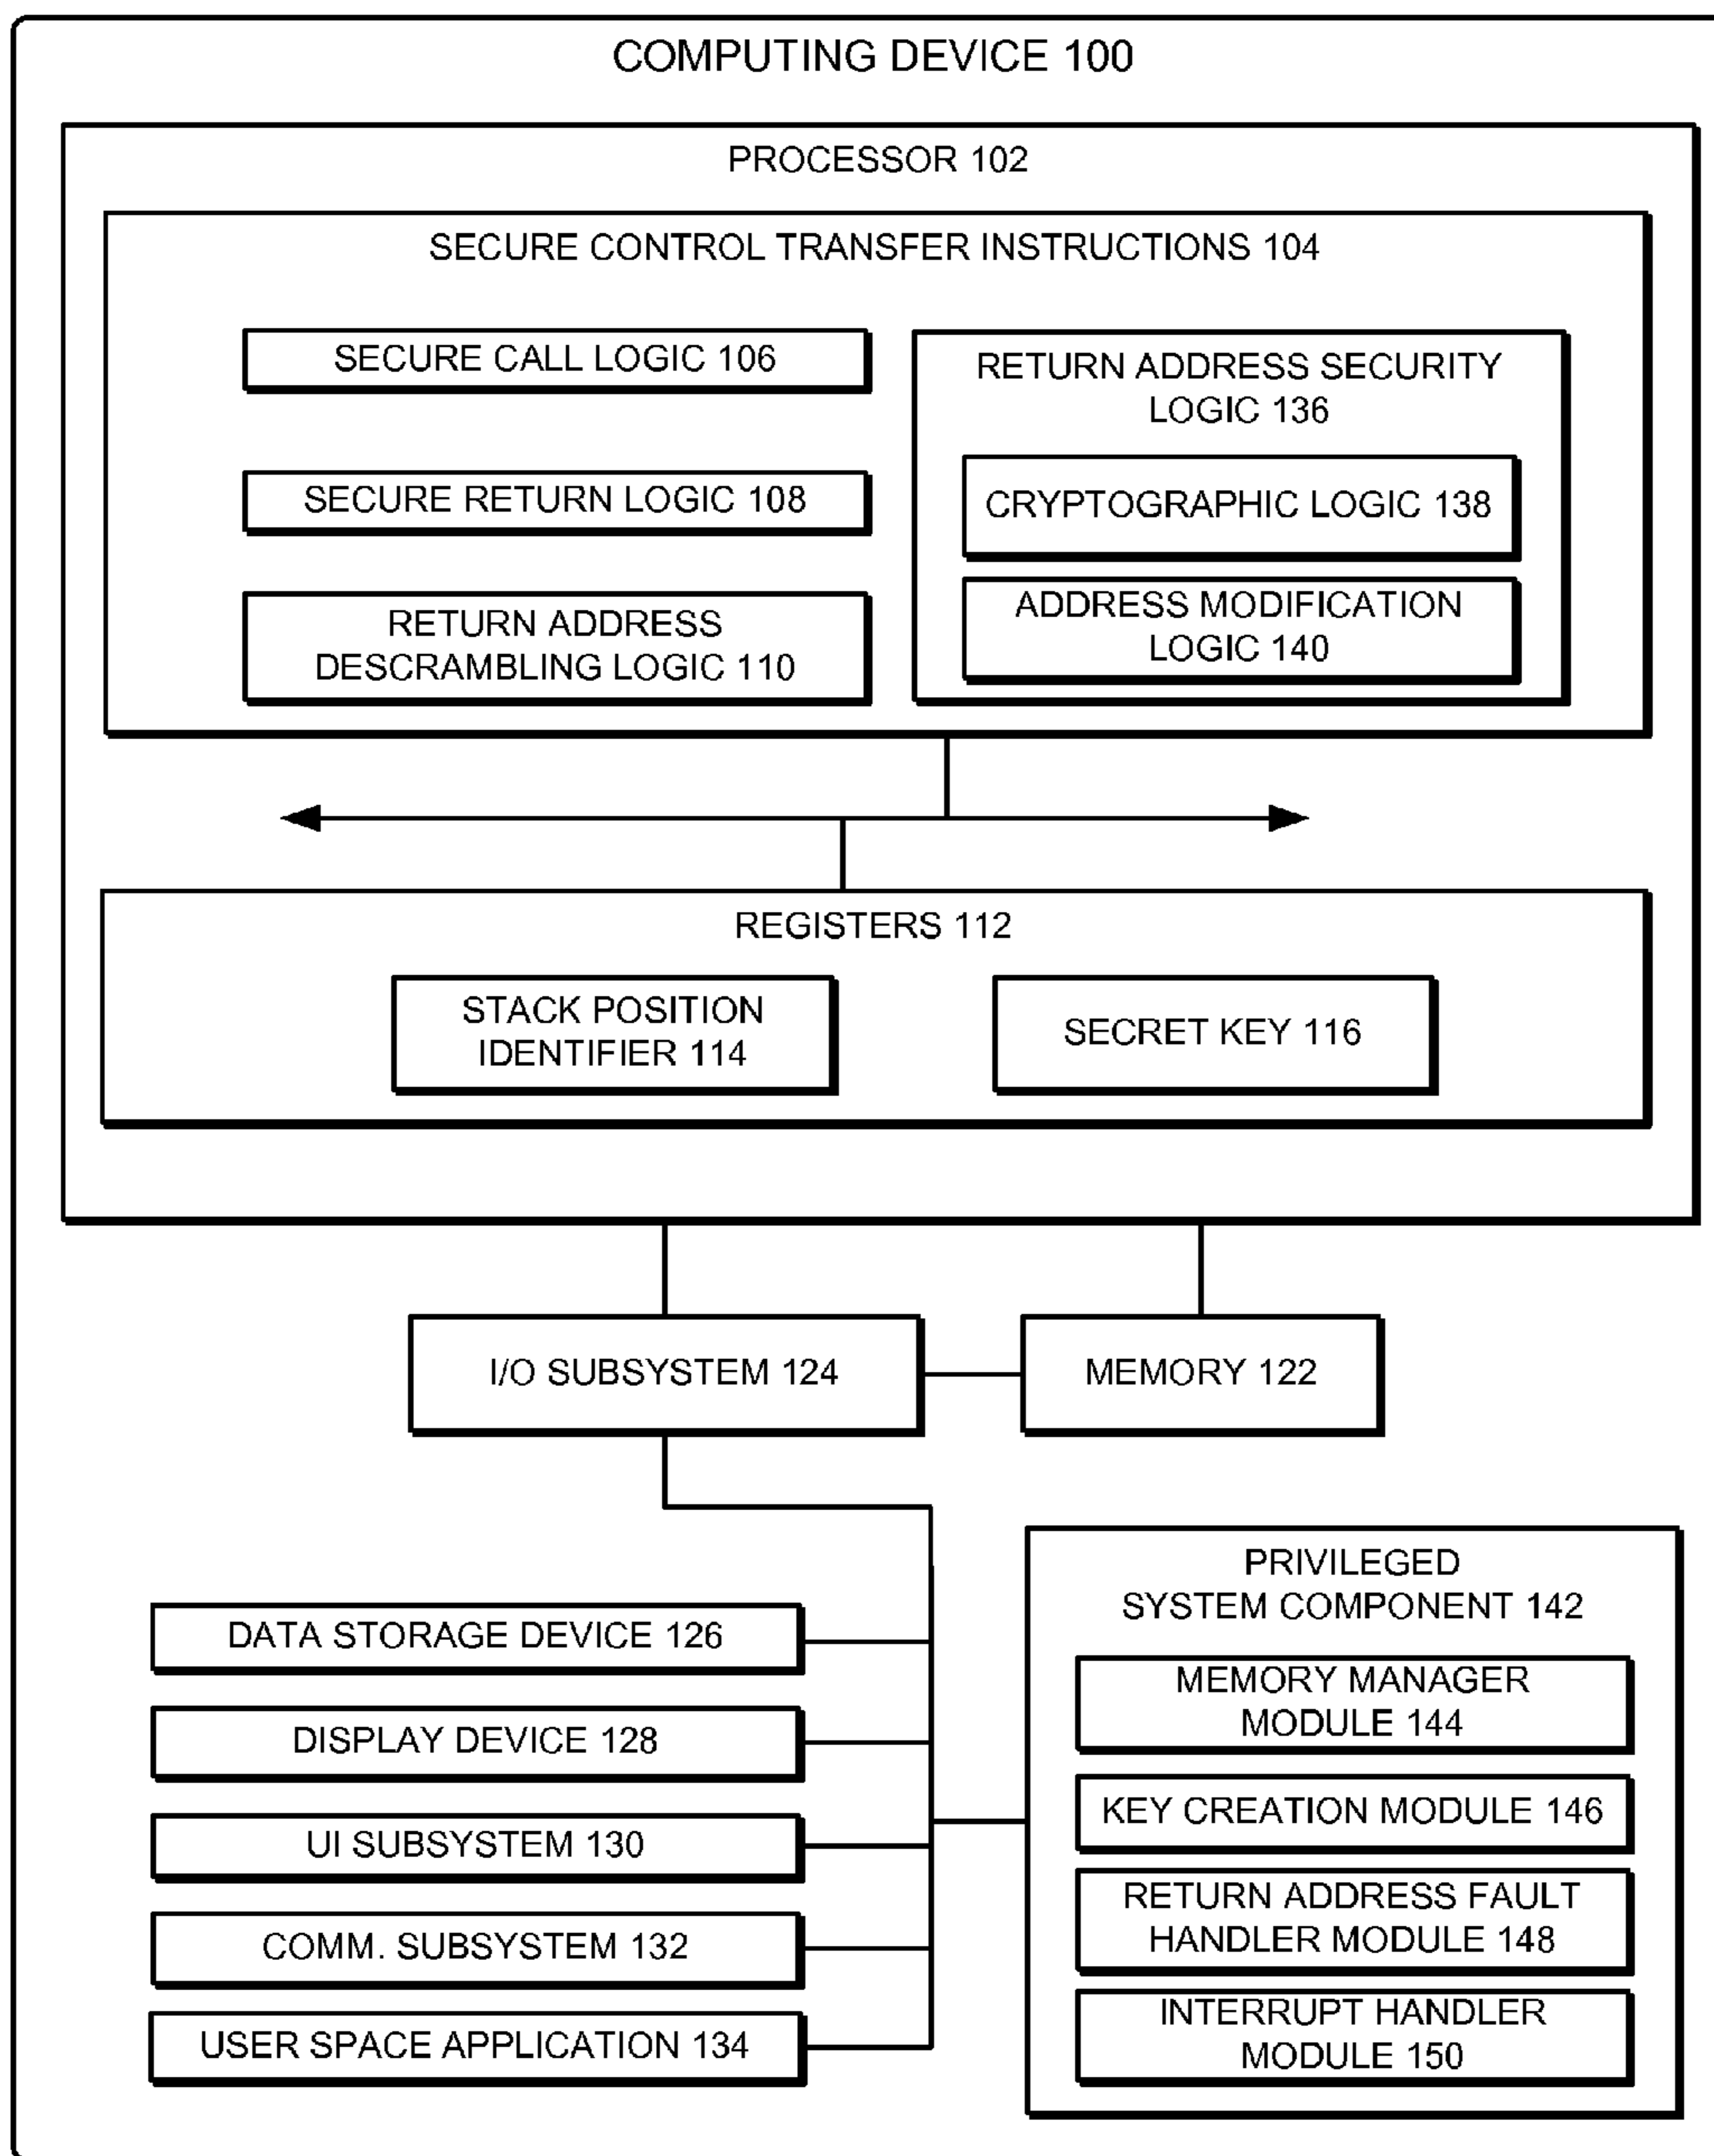 COMPUTING DEVICE 100
PROCESSOR 102
SECURE CONTROL TRANSFER INSTRUCTIONS 104
SECURE CALL LOGIC 106
SECURE RETURN LOGIC 108
RETURN ADDRESS
DESCRAMBLING LOGIC 110
RETURN ADDRESS SECURITY
LOGIC 136
CRYPTOGRAPHIC LOGIC 138
ADDRESS MODIFICATION
LOGIC 140
REGISTERS 112
STACK POSITION
IDENTIFIER 114
SECRET KEY 116
I/O SUBSYSTEM 124
MEMORY 122
DATA STORAGE DEVICE 126
DISPLAY DEVICE 128
UI SUBSYSTEM 130
COMM. SUBSYSTEM 132
USER SPACE APPLICATION 134
PRIVILEGED
SYSTEM COMPONENT 142
MEMORY MANAGER
MODULE 144
KEY CREATION MODULE 146
RETURN ADDRESS FAULT
HANDLER MODULE 148
INTERRUPT HANDLER
MODULE 150